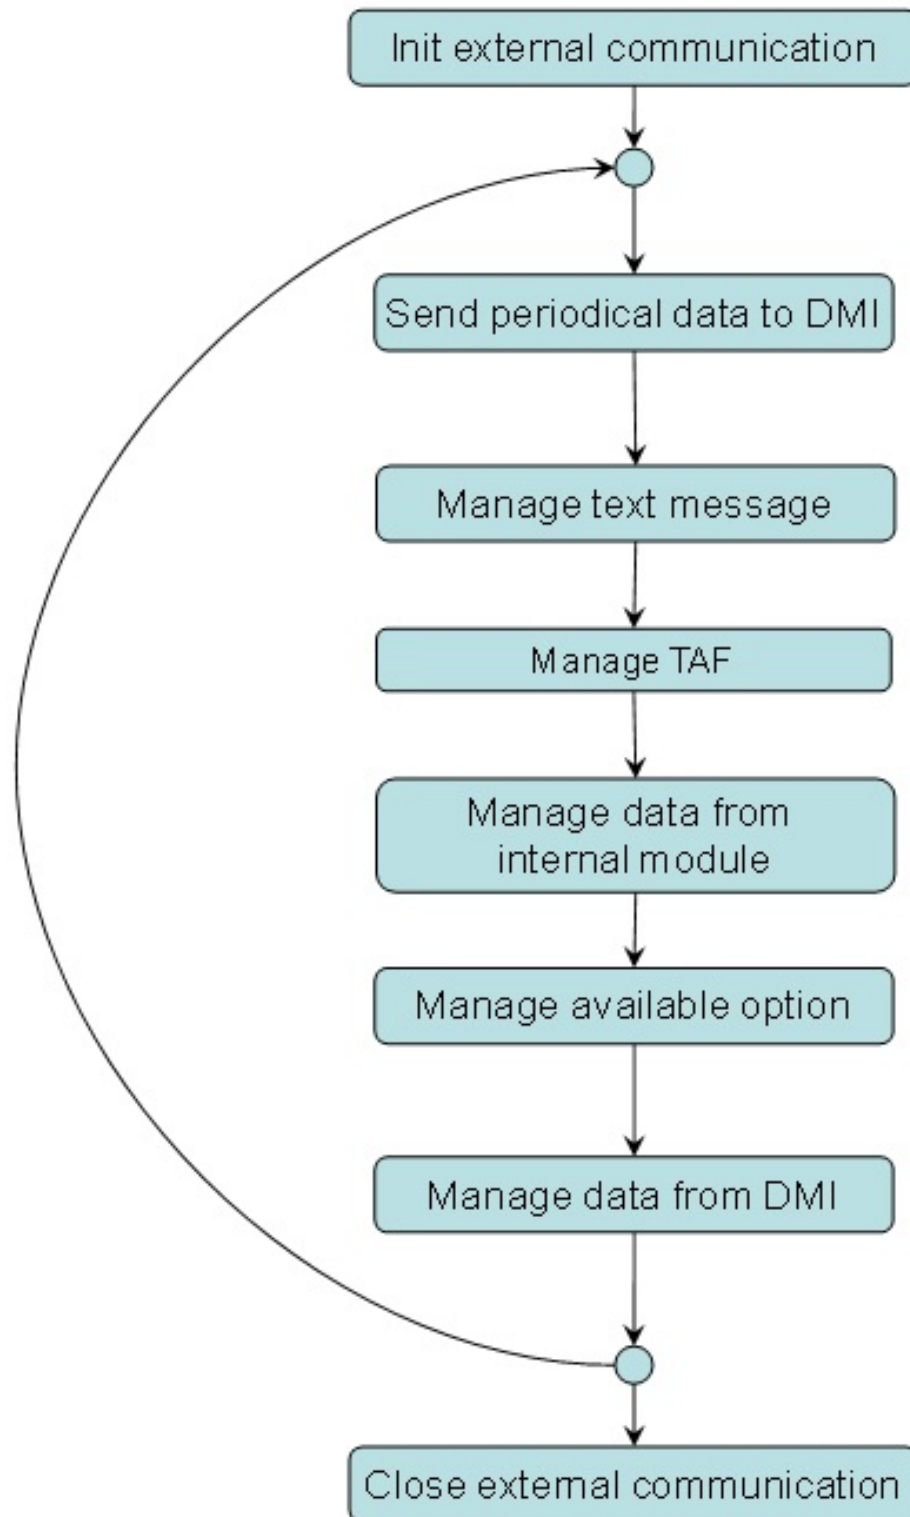 Init external communication
Send periodical data to DMI
Manage text message
Manage TAF
Manage data from
internal module
Manage available option
Manage data from DMI
Close external communication